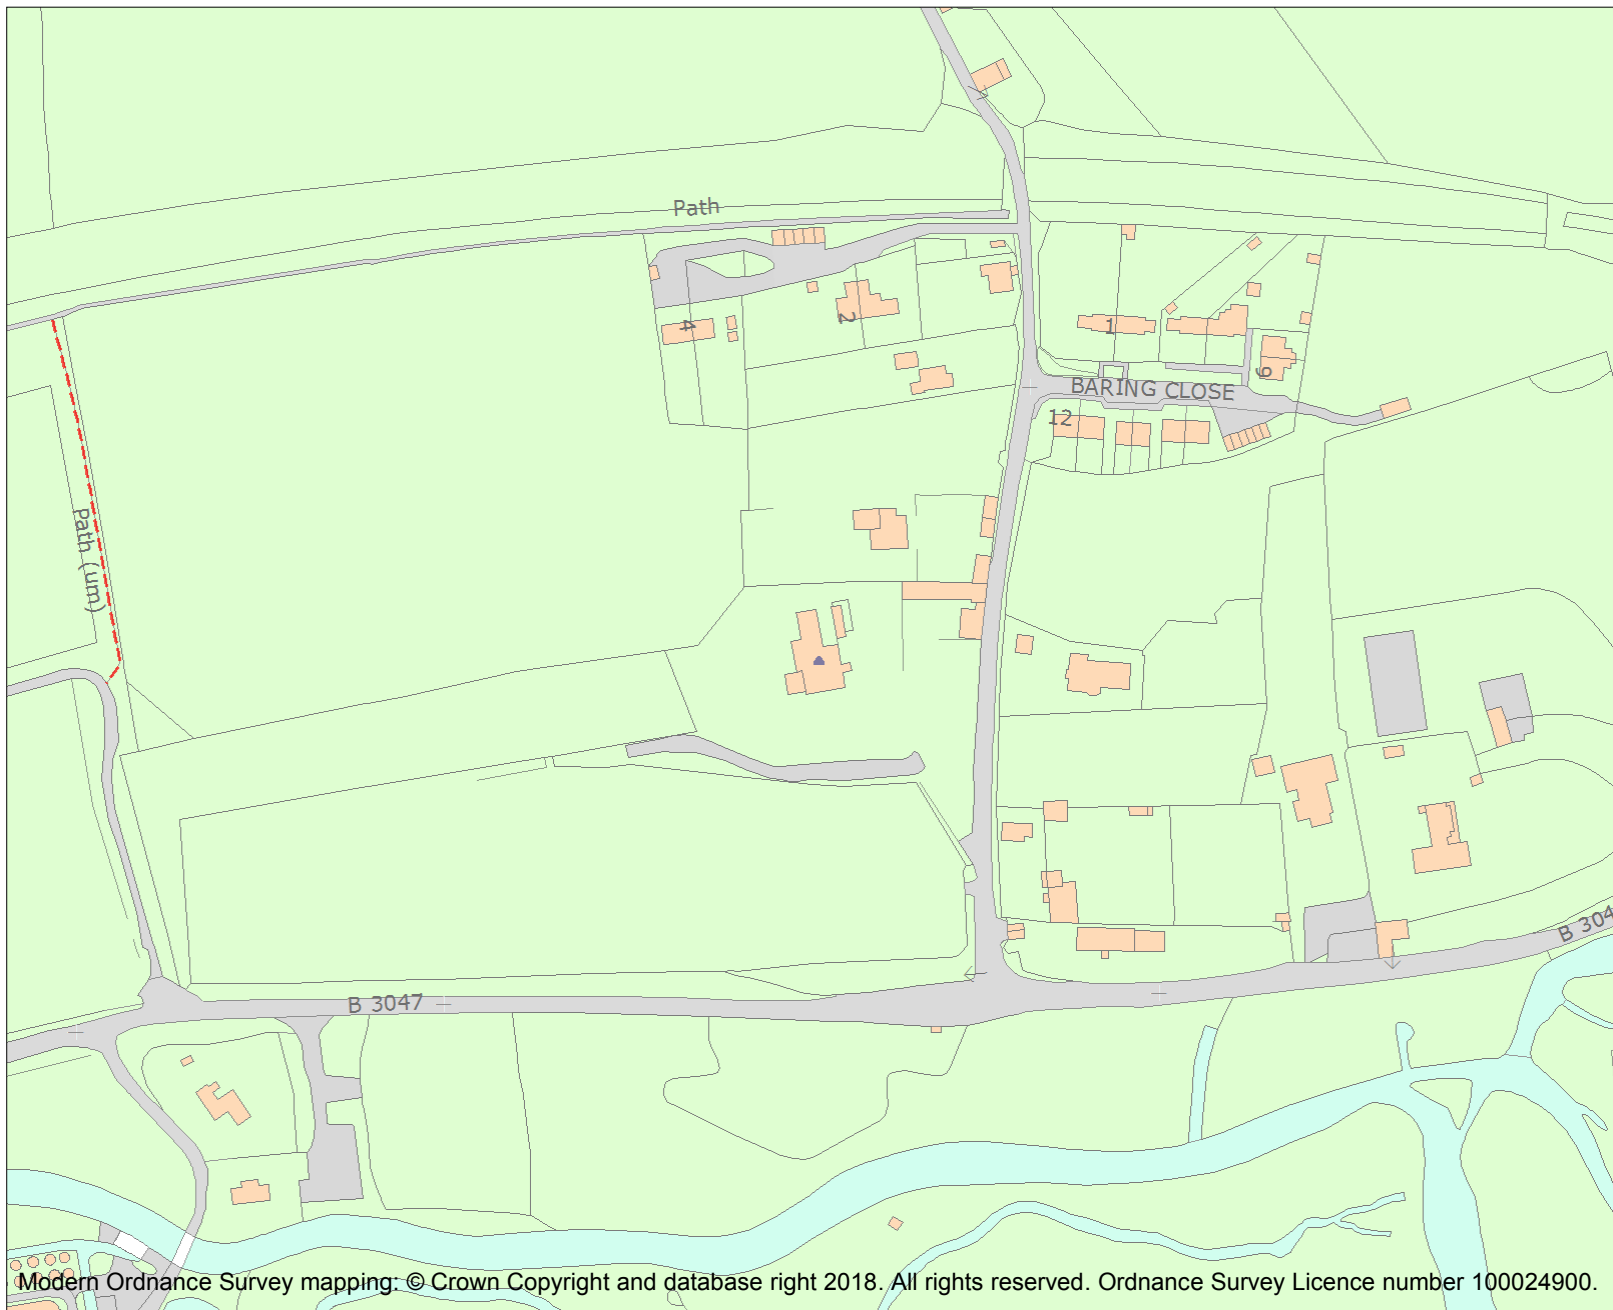 Path
4
2
1
BARING CLOSE
9
12
Path (um)
B 304
B 3047
Modern Ordnance Survey mapping: © Crown Copyright and database right 2018. All rights reserved. Ordnance Survey Licence number 100024900.